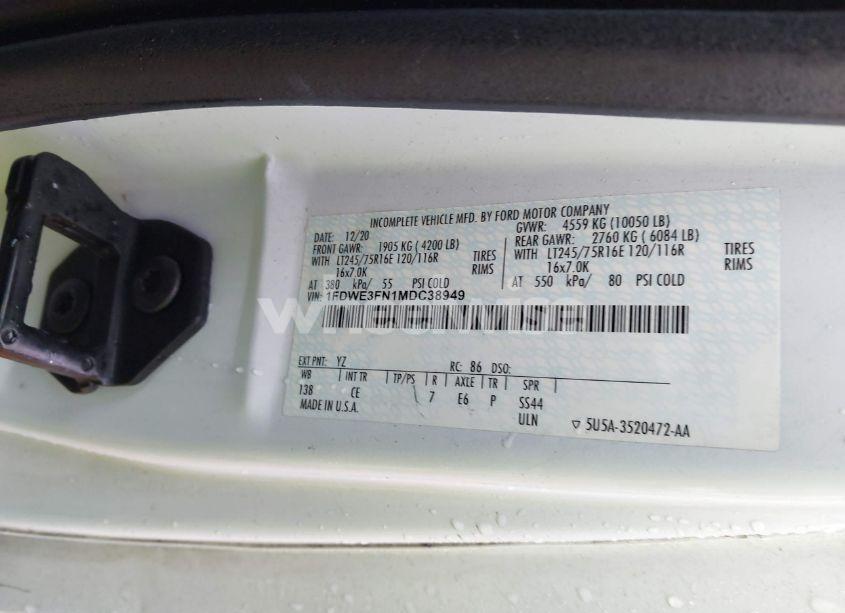 INCOMPLETE VEHICLE MFD. BY FORD MOTOR COMPANY
DATE: 12/20 GVWR: 4559 KG (10050 LB)
FRONT GAWR: 1905 KG ( 4200 LB) REAR GAWR: 2760 KG ( 6084 LB)
WITH LT245/75R16E 120/116R TIRES WITH LT245/75R16E 120/116R TIRES
16x7.0K RIMS 16x7.0K RIMS
AT 380 kPa/ 55 PSI COLD AT 550 kPa/ 80 PSI COLD
VIN: 1FDWE3FN1MDC38949
EXT PNT: YZ RC: 86 DSO:
WB INT TR TP/PS R AXLE TR SPR
138 CE 7 E6 P SS44
MADE IN U.S.A. ULN 5U5A-3520472-AA